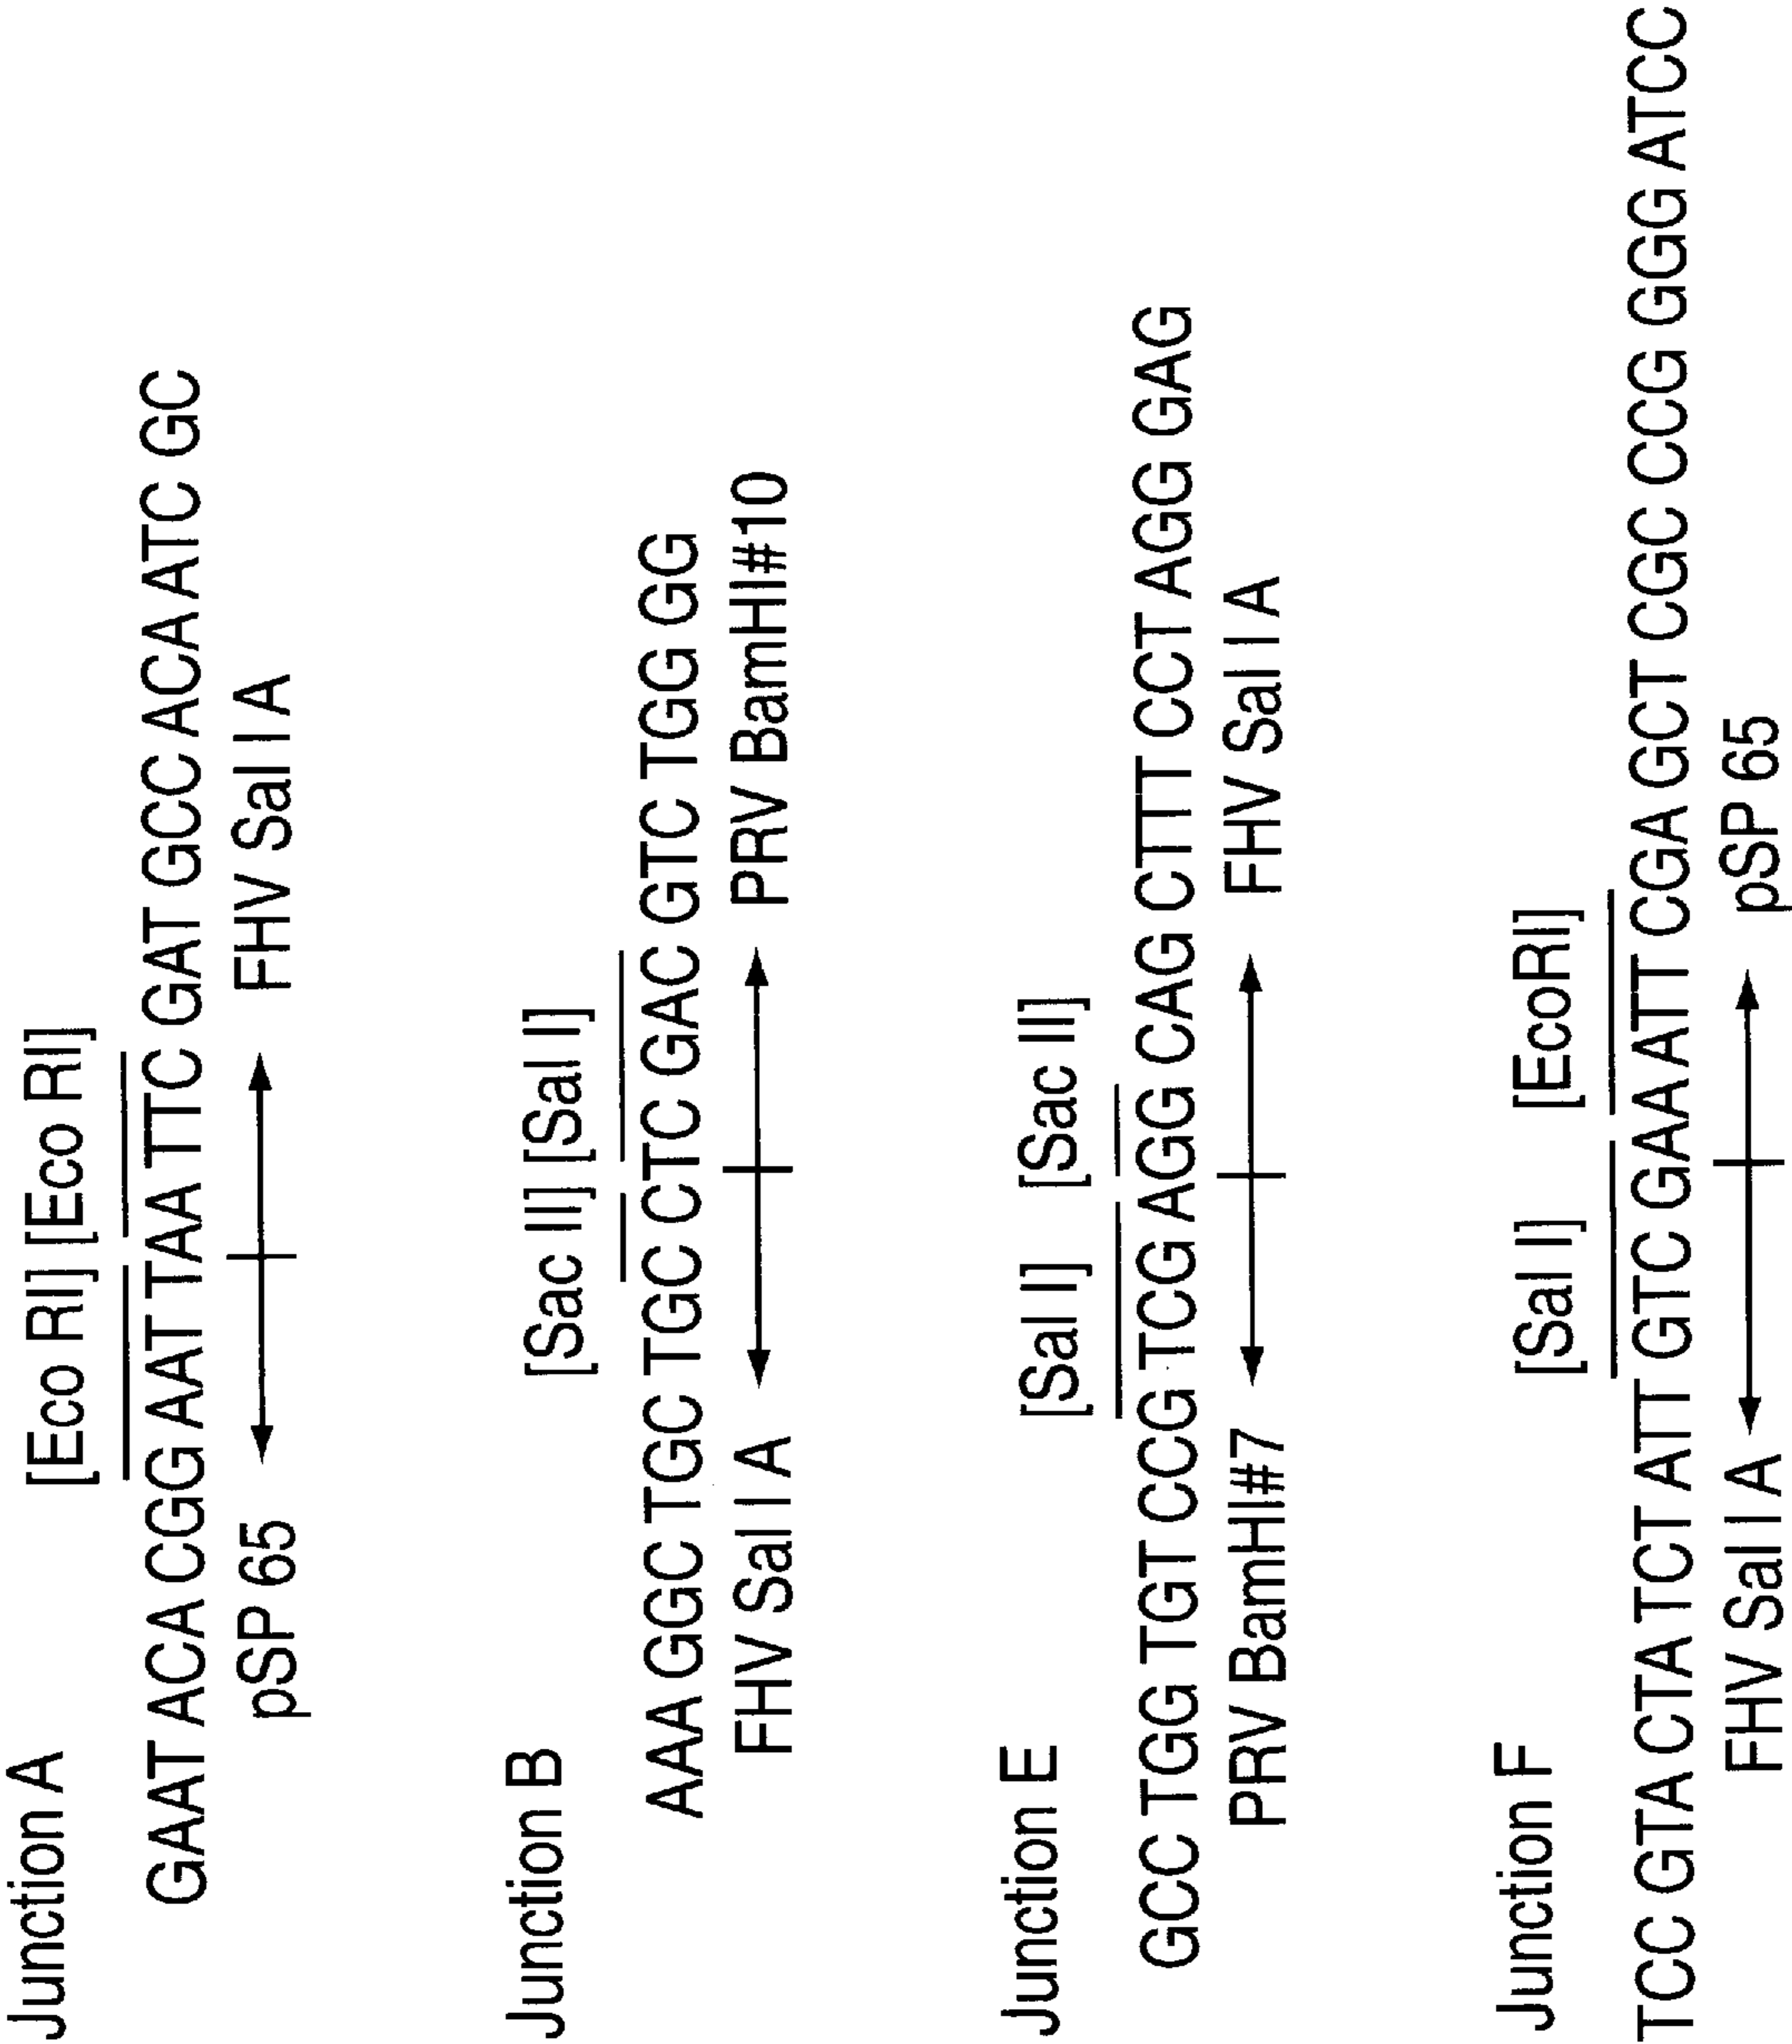 Junction A
[Eco RI] [Eco RI]
GAAT ACA CGG AAT TAA TTC GAT GCC ACA ATC GC
pSP 65 FHV Sal I A
Junction B
[Sac II] [Sal I]
AAA GGC TGC TGC CTC GAC GTC TGG GG
FHV Sal I A PRV BamHI#10
Junction E
[Sal I] [Sac II]
GCC TGG TGT CCG TCG AGG CAG CTTT CCT AGG GAG
PRV BamHI#7 FHV Sal I A
Junction F
[Sal I] [EcoRI]
TCC GTA CTA TCT ATT GTC GAAATT CGA GCT CGC CCG GGG ATCC
FHV Sal I A pSP 65